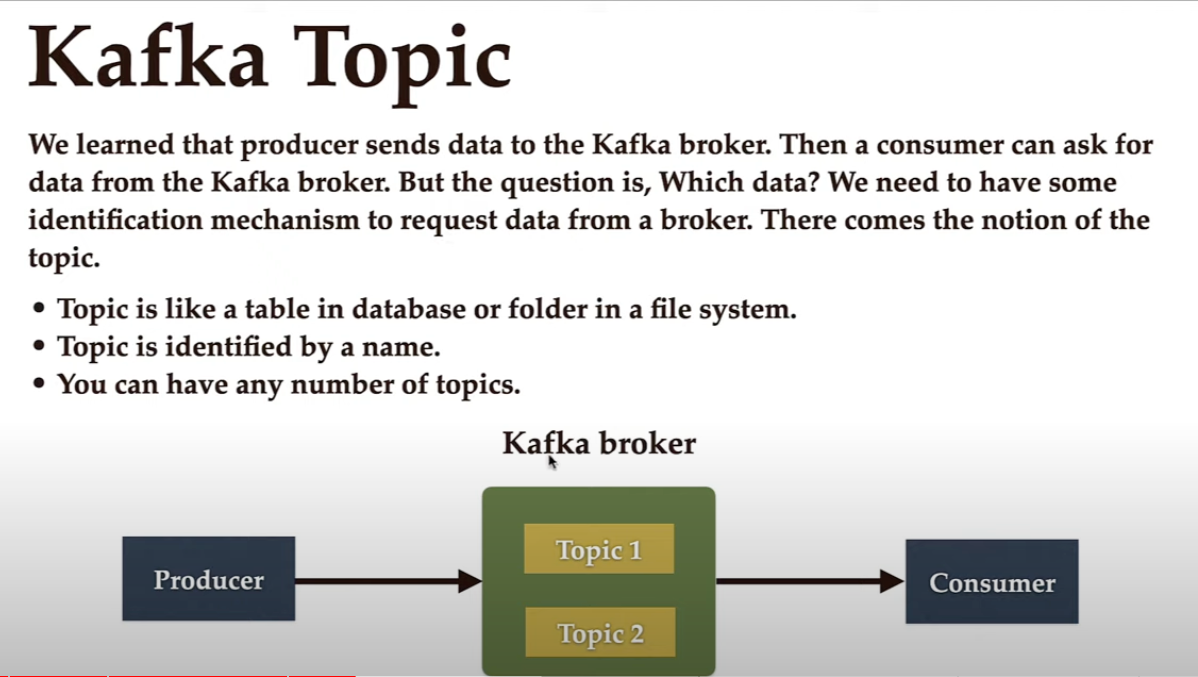 Kafka Topic
We learned that producer sends data to the Kafka broker. Then a consumer can ask for
data from the Kafka broker. But the question is, Which data? We need to have some
identification mechanism to request data from a broker. There comes the notion of the
topic.
• Topic is like a table in database or folder in a file system.
• Topic is identified by a name.
• You can have any number of topics.
Kafka broker
Producer
Topic 1
Topic 2
Consumer